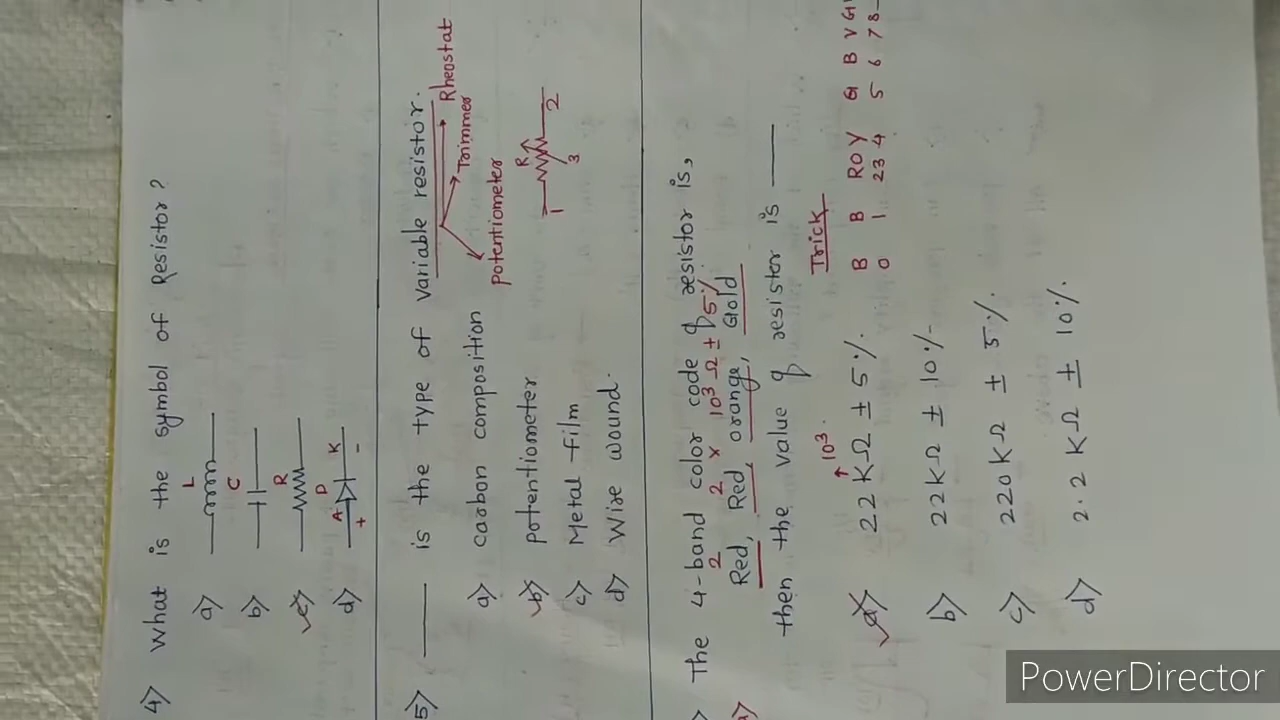 4) What is the symbol of Resistor?
a) L
b) C
c) R
d) A D K
+ -
5) ____ is the type of variable resistor.
Trimmer Rheostat
a) carbon composition potentiometer
b) potentiometer 1 R 3 2
c) Metal film
d) Wire wound.
The 4-band color code of resistor is,
2 2 × 10³ Ω ± 5%
Red, Red, orange, Gold
then the value of resistor is ____
Trick
10³.
a) 22 KΩ ± 5%.
B B R O Y G B V G
0 1 2 3 4 5 6 7 8
b) 22 KΩ ± 10%
c) 220 KΩ ± 5%.
d) 2.2 KΩ ± 10%.
PowerDirector